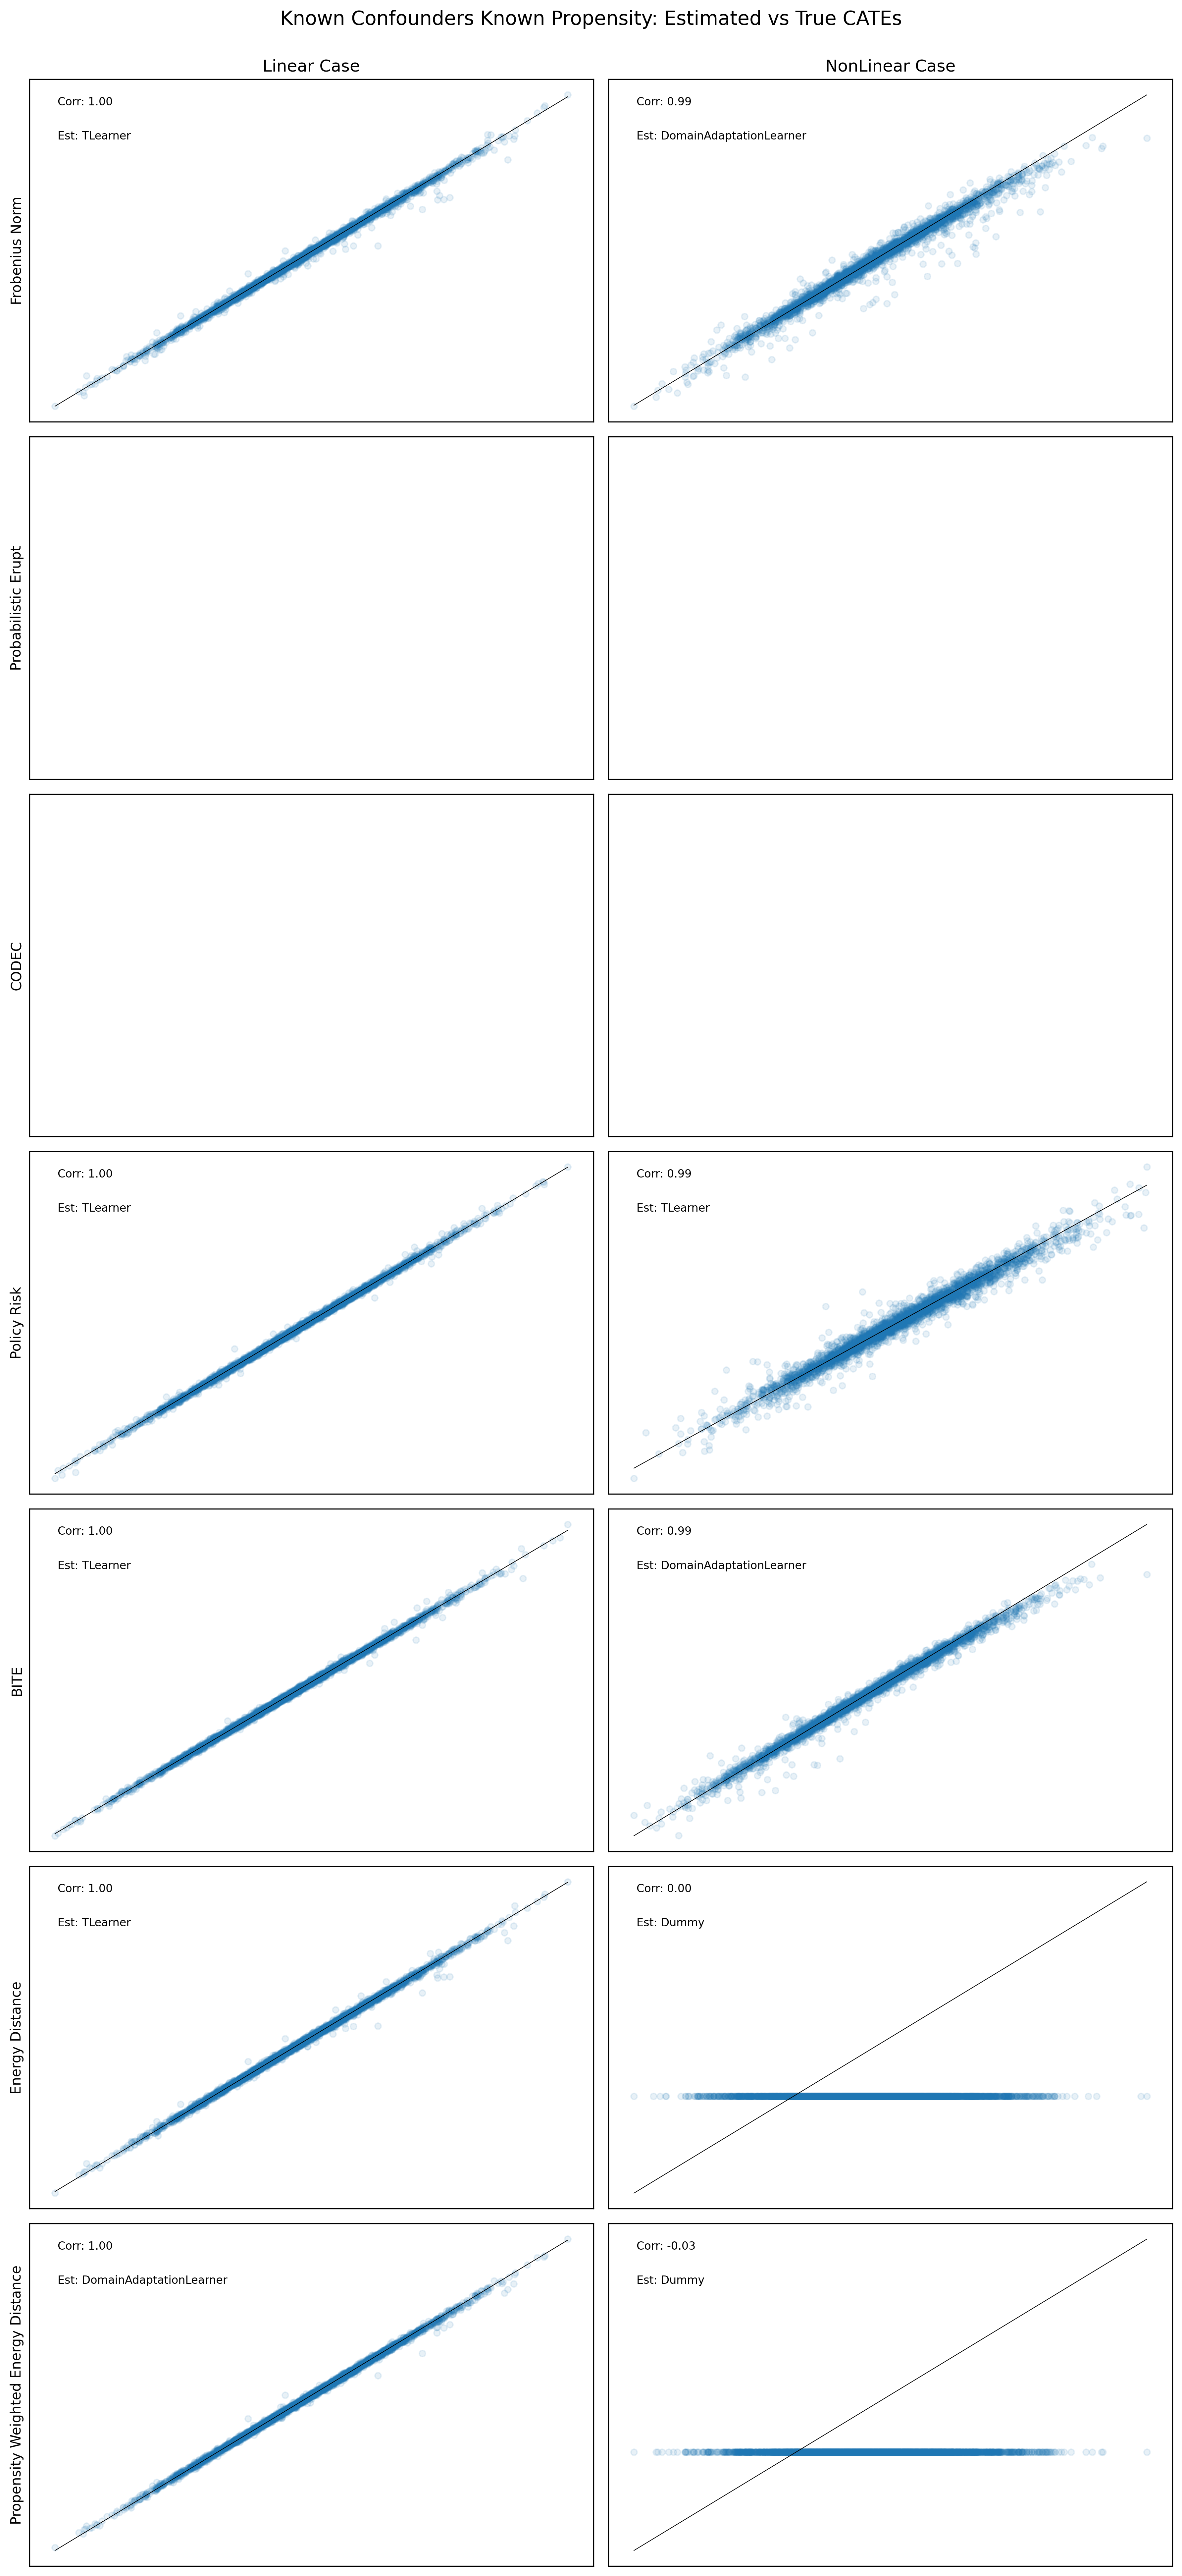 Known Confounders Known Propensity: Estimated vs True CATEs
Linear Case
NonLinear Case
Frobenius Norm
Corr: 1.00
Est: TLearner
Corr: 0.99
Est: DomainAdaptationLearner
Probabilistic Erupt
CODEC
Policy Risk
Corr: 1.00
Est: TLearner
Corr: 0.99
Est: TLearner
BITE
Corr: 1.00
Est: TLearner
Corr: 0.99
Est: DomainAdaptationLearner
Energy Distance
Corr: 1.00
Est: TLearner
Corr: 0.00
Est: Dummy
Propensity Weighted Energy Distance
Corr: 1.00
Est: DomainAdaptationLearner
Corr: -0.03
Est: Dummy